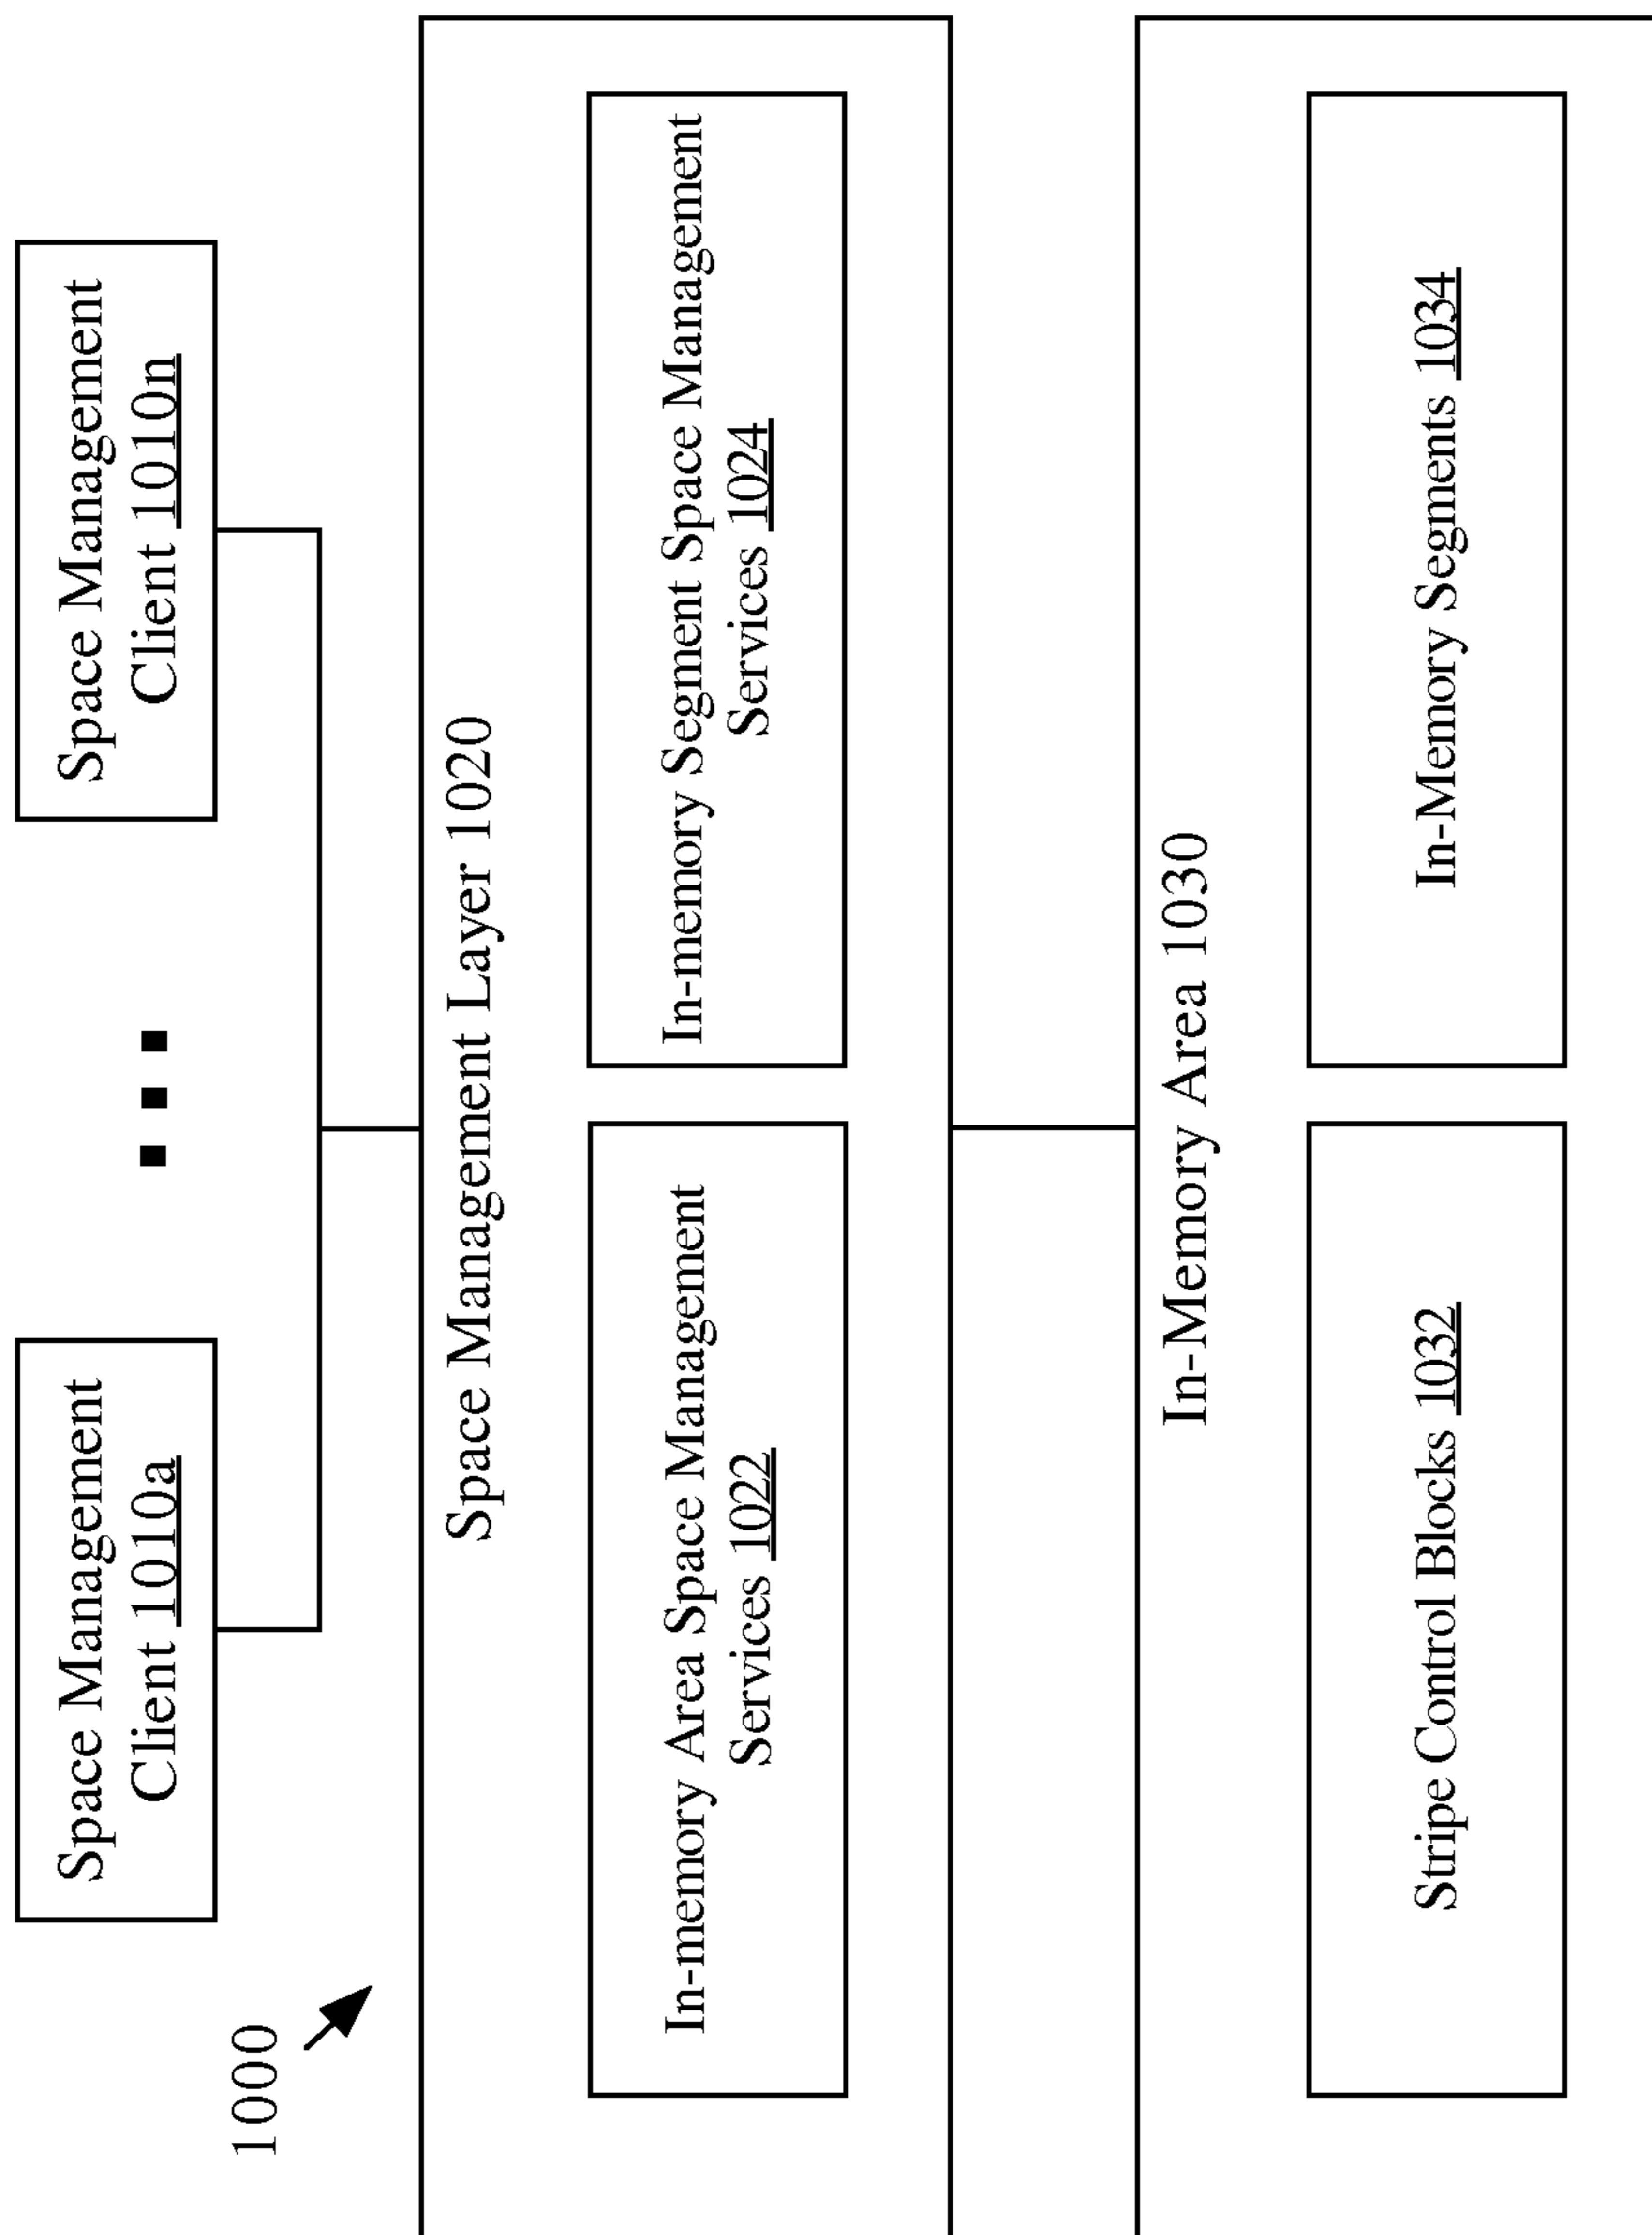 1000
Space Management
Client 1010a
Space Management
Client 1010n
Space Management Layer 1020
In-memory Area Space Management
Services 1022
In-memory Segment Space Management
Services 1024
In-Memory Area 1030
Stripe Control Blocks 1032
In-Memory Segments 1034